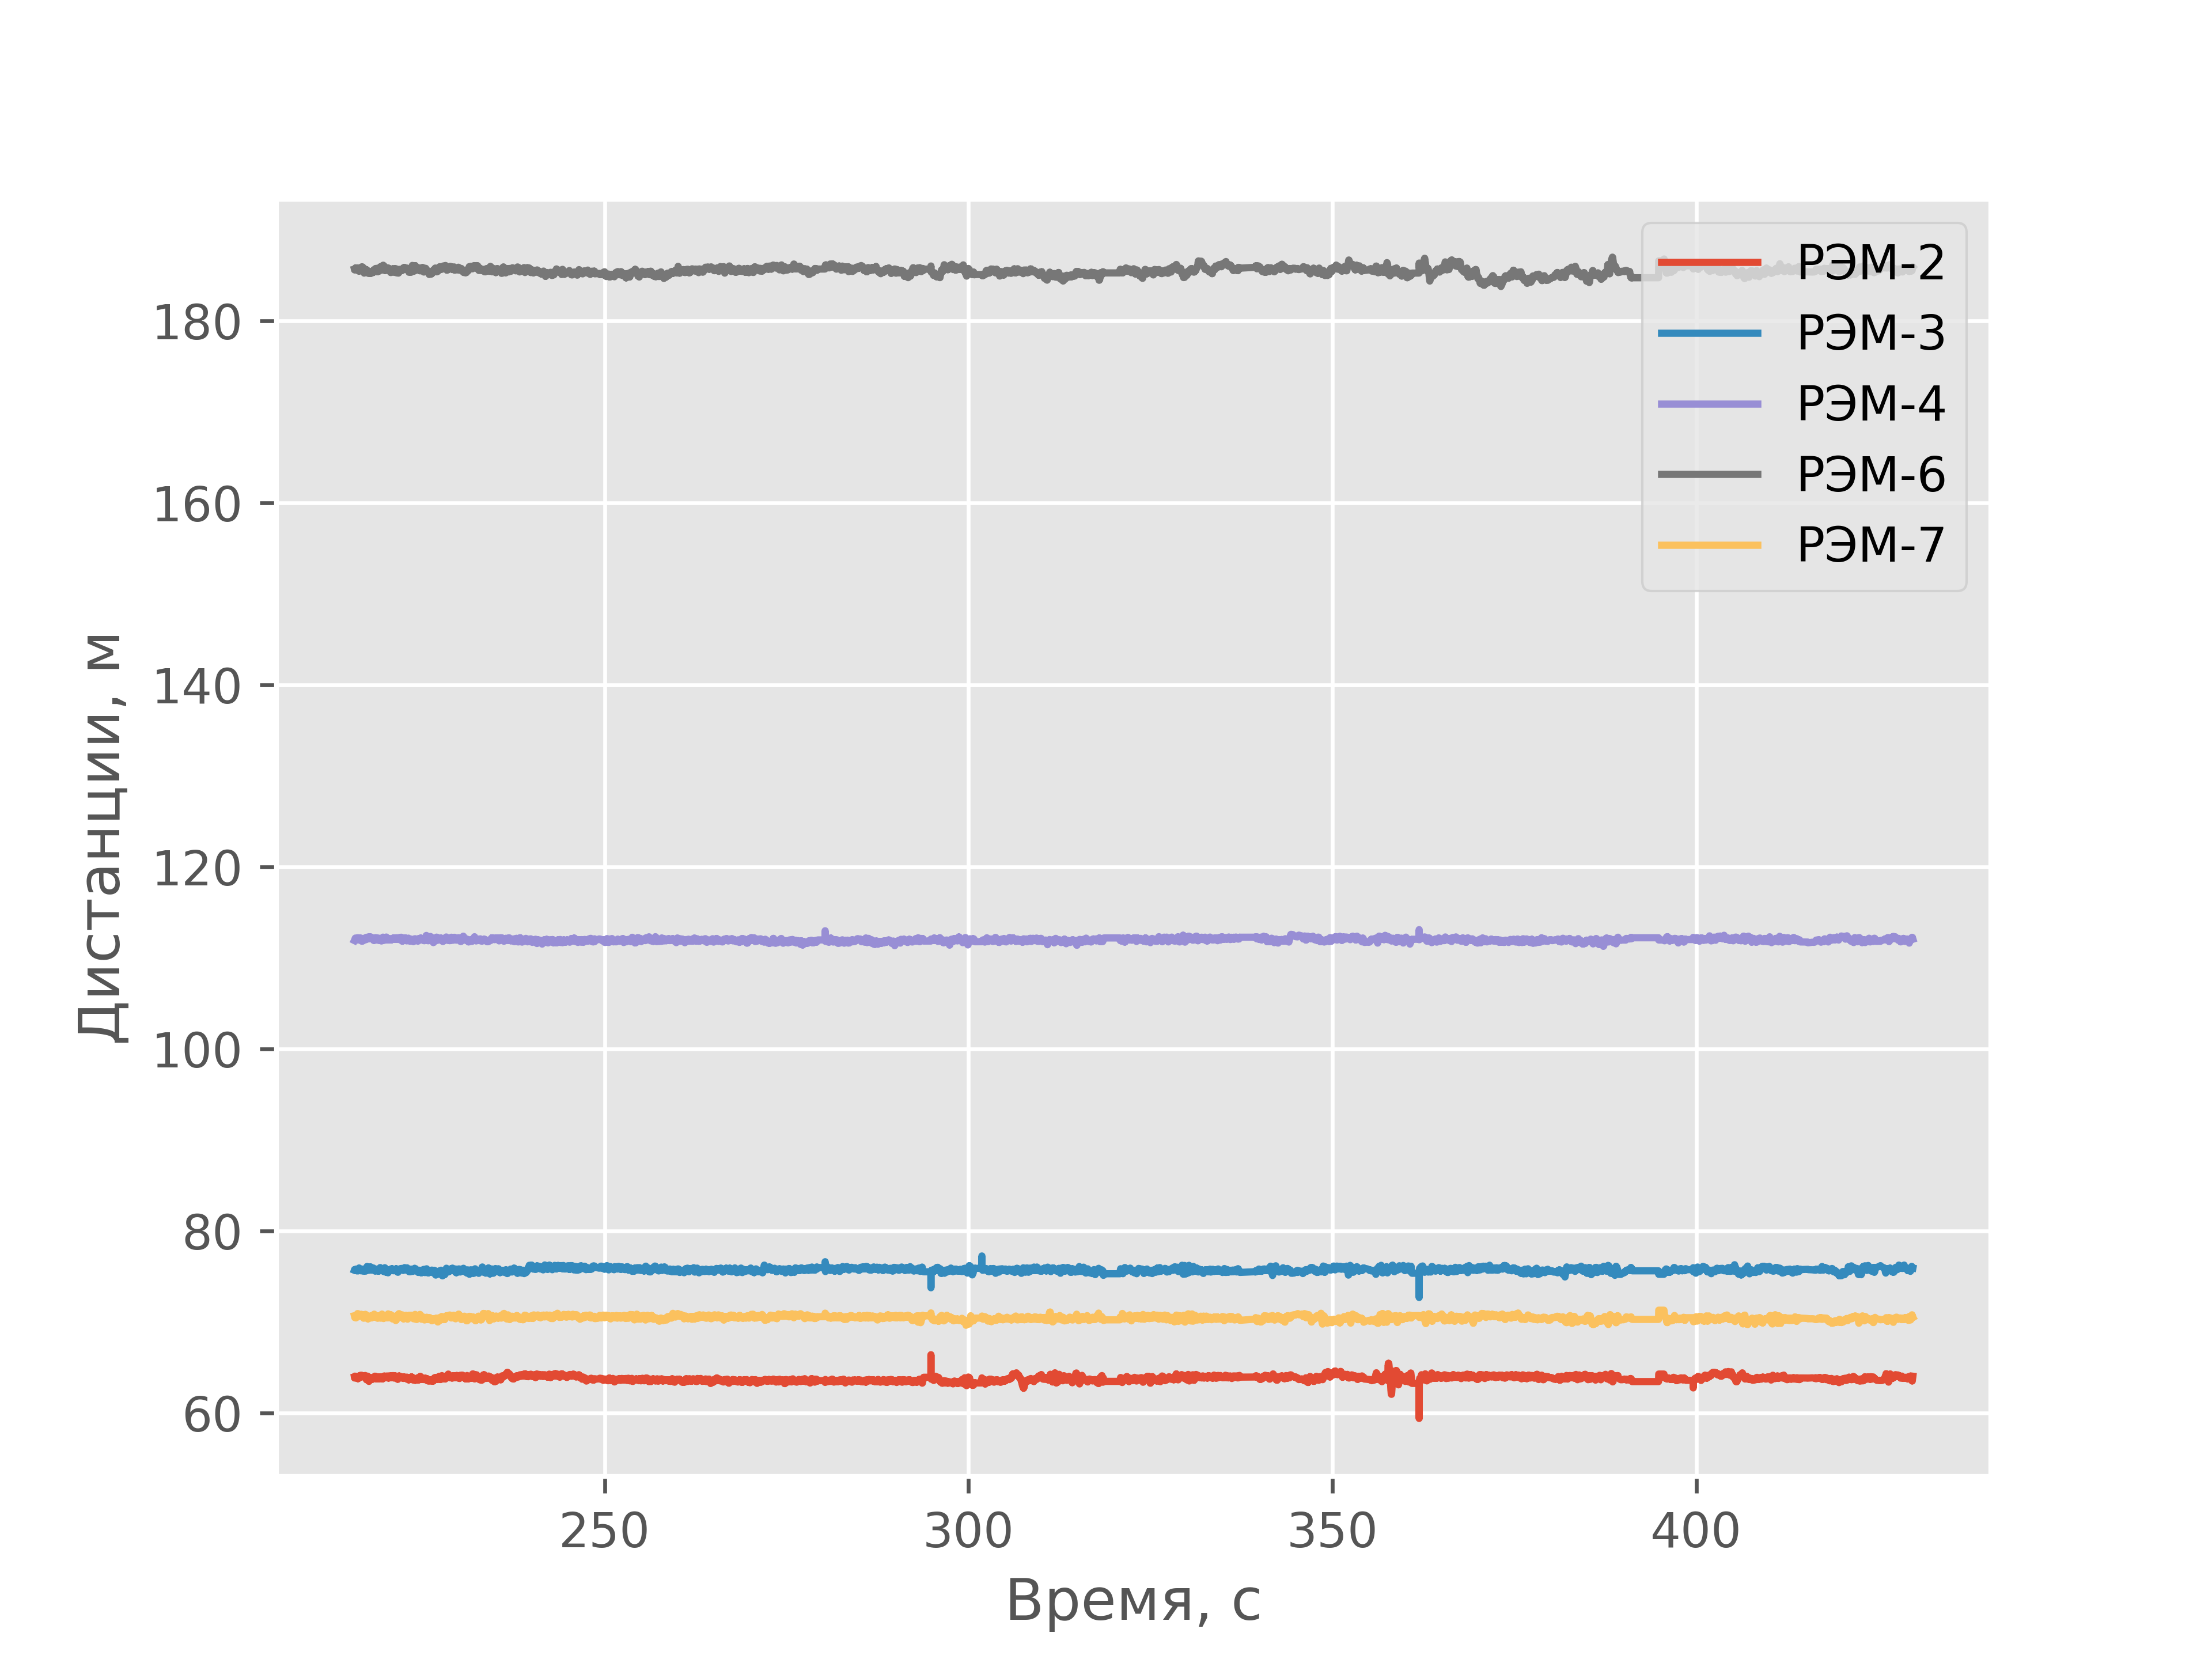 РЭМ-2
РЭМ-3
РЭМ-4
РЭМ-6
РЭМ-7
Дистанции, м
180
160
140
120
100
80
60
250 300 350 400
Время, с